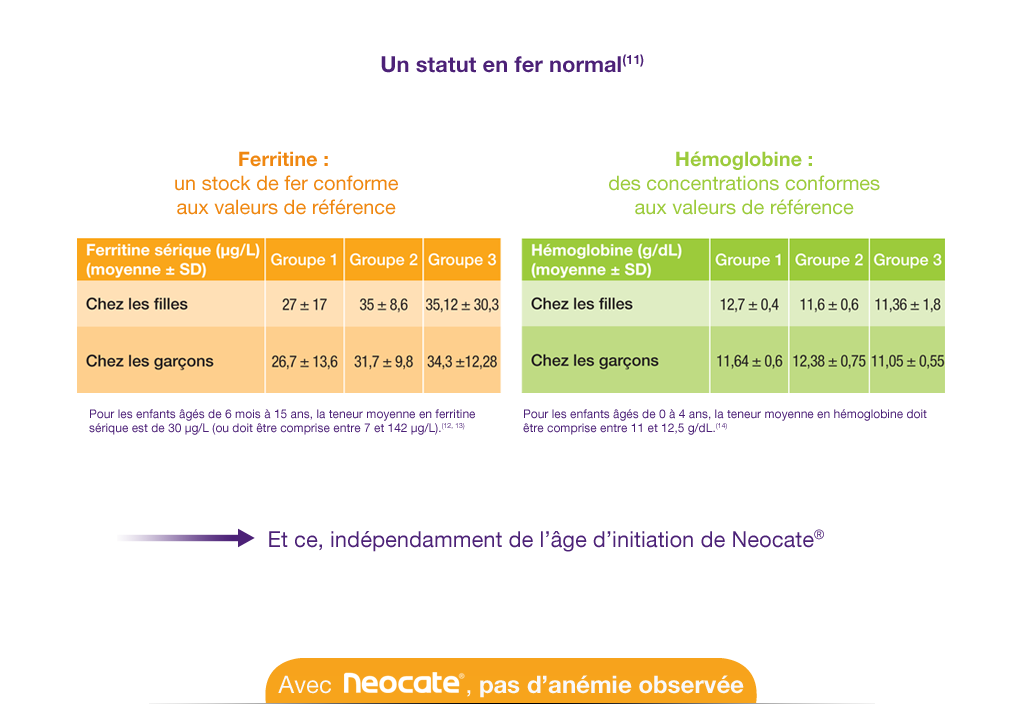 Un statut en fer normal(11)
Ferritine :
un stock de fer conforme
aux valeurs de référence
Ferritine sérique (µg/L) (moyenne ± SD) Groupe 1 Groupe 2 Groupe 3
Chez les filles 27 ± 17 35 ± 8,6 35,12 ± 30,3
Chez les garçons 26,7 ± 13,6 31,7 ± 9,8 34,3 ±12,28
Pour les enfants âgés de 6 mois à 15 ans, la teneur moyenne en ferritine
sérique est de 30 µg/L (ou doit être comprise entre 7 et 142 µg/L).(12, 13)
Hémoglobine :
des concentrations conformes
aux valeurs de référence
Hémoglobine (g/dL) (moyenne ± SD) Groupe 1 Groupe 2 Groupe 3
Chez les filles 12,7 ± 0,4 11,6 ± 0,6 11,36 ± 1,8
Chez les garçons 11,64 ± 0,6 12,38 ± 0,75 11,05 ± 0,55
Pour les enfants âgés de 0 à 4 ans, la teneur moyenne en hémoglobine doit
être comprise entre 11 et 12,5 g/dL.(14)
Et ce, indépendamment de l’âge d’initiation de Neocate®
Avec neocate®, pas d’anémie observée